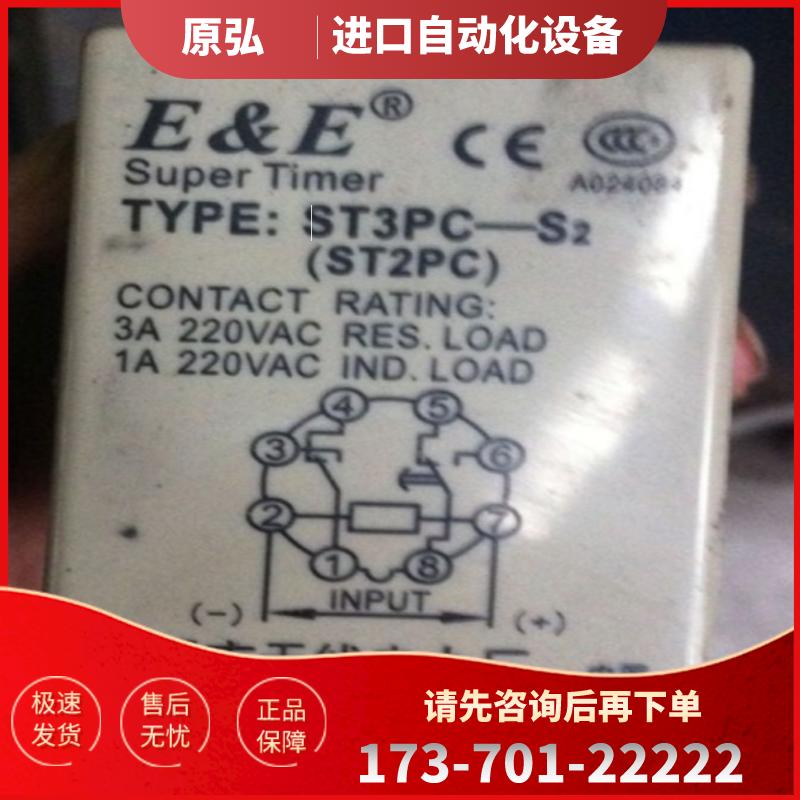 原弘 进口自动化设备
E&E®
CE CCC
Super Timer
A024084
TYPE: ST3PC—S2
(ST2PC)
CONTACT RATING:
3A 220VAC RES. LOAD
1A 220VAC IND. LOAD
4 5
3 6
2 7
1 8
INPUT
(-) (+)
极速发货
售后无忧
正品保障
请先咨询后再下单
173-701-22222